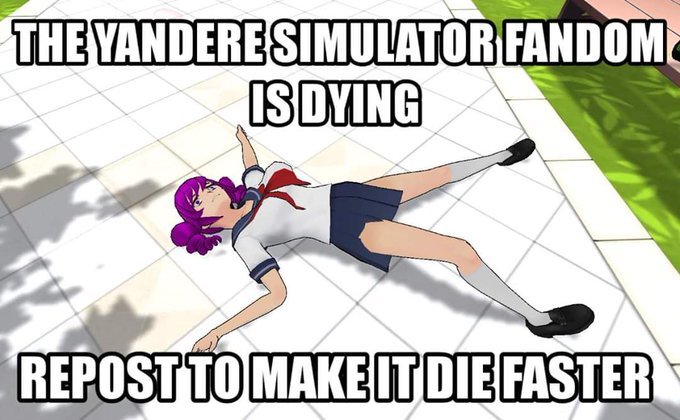 THE YANDERE SIMULATOR FANDOM
IS DYING
REPOST TO MAKE IT DIE FASTER